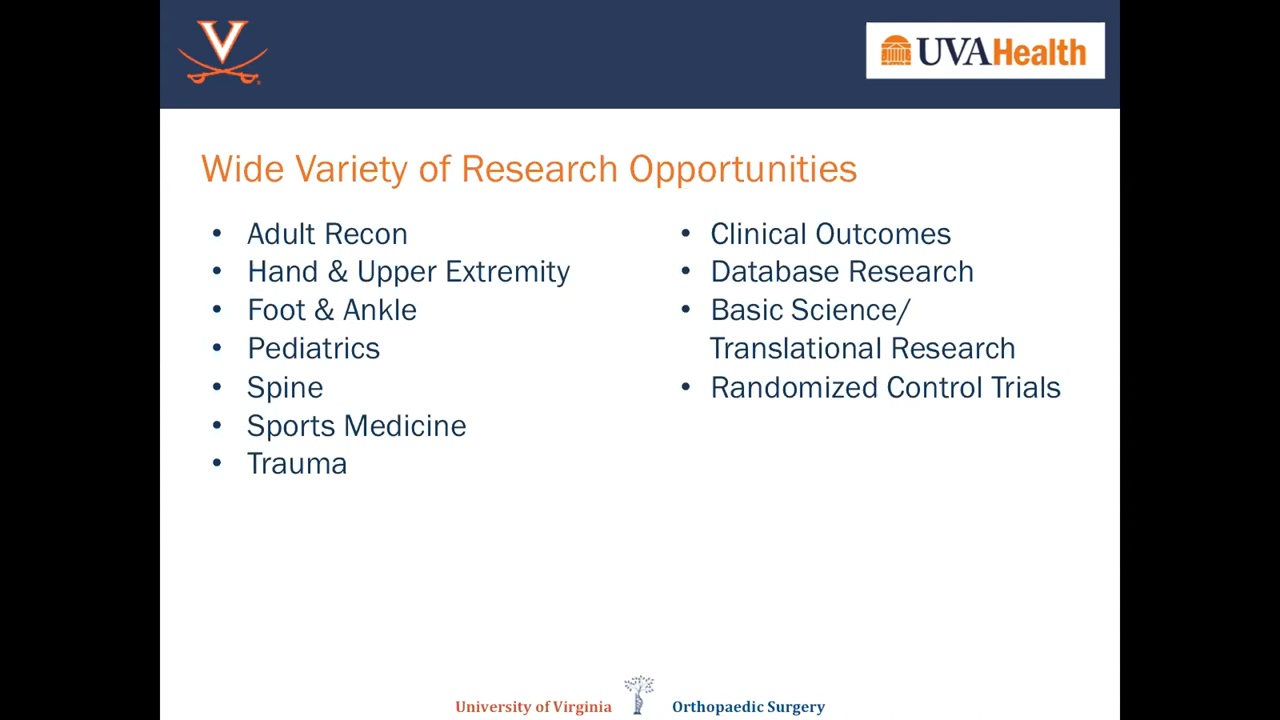 V
UVAHealth
Wide Variety of Research Opportunities
• Adult Recon
• Hand & Upper Extremity
• Foot & Ankle
• Pediatrics
• Spine
• Sports Medicine
• Trauma
• Clinical Outcomes
• Database Research
• Basic Science/
Translational Research
• Randomized Control Trials
University of Virginia Orthopaedic Surgery